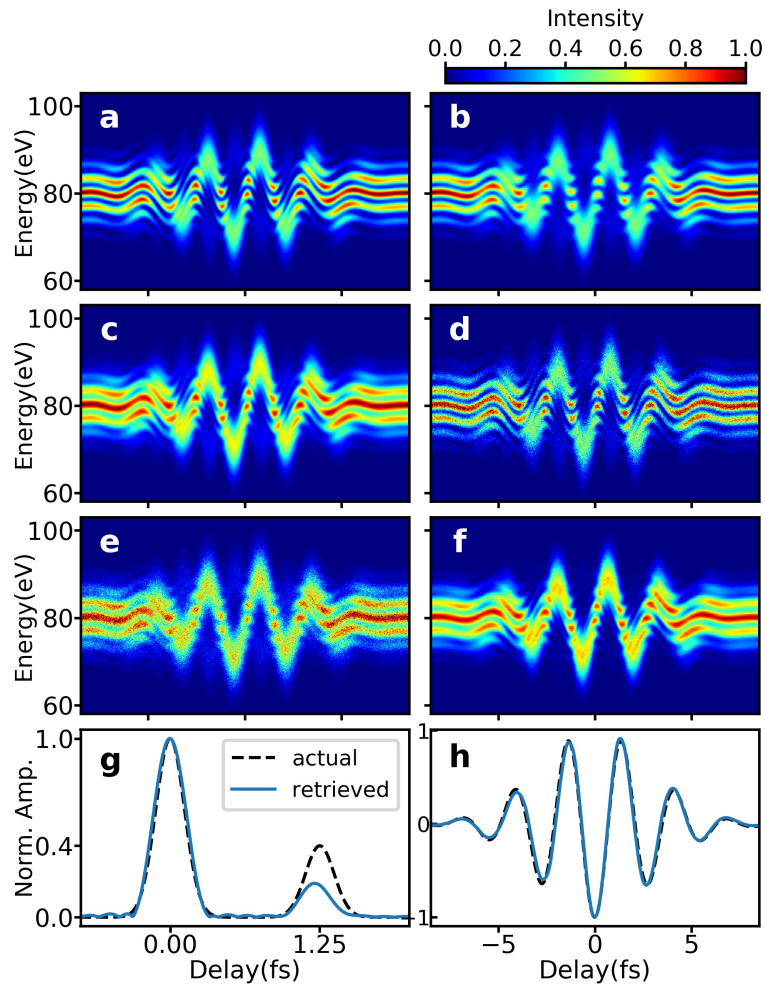 Intensity
0.0 0.2 0.4 0.6 0.8 1.0
a
b
100
80
60
Energy(eV)
c
d
100
80
60
Energy(eV)
e
f
100
80
60
Energy(eV)
g
actual
retrieved
1.0
0.4
0.0
Norm. Amp.
0.00 1.25
Delay(fs)
h
1
0
−1
−5 0 5
Delay(fs)